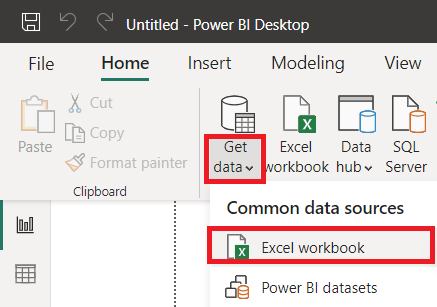 Untitled - Power BI Desktop
File Home Insert Modeling View
Paste
Cut
Copy
Format painter
Clipboard
Get data
Excel workbook
Data hub
SQL Server
Common data sources
Excel workbook
Power BI datasets